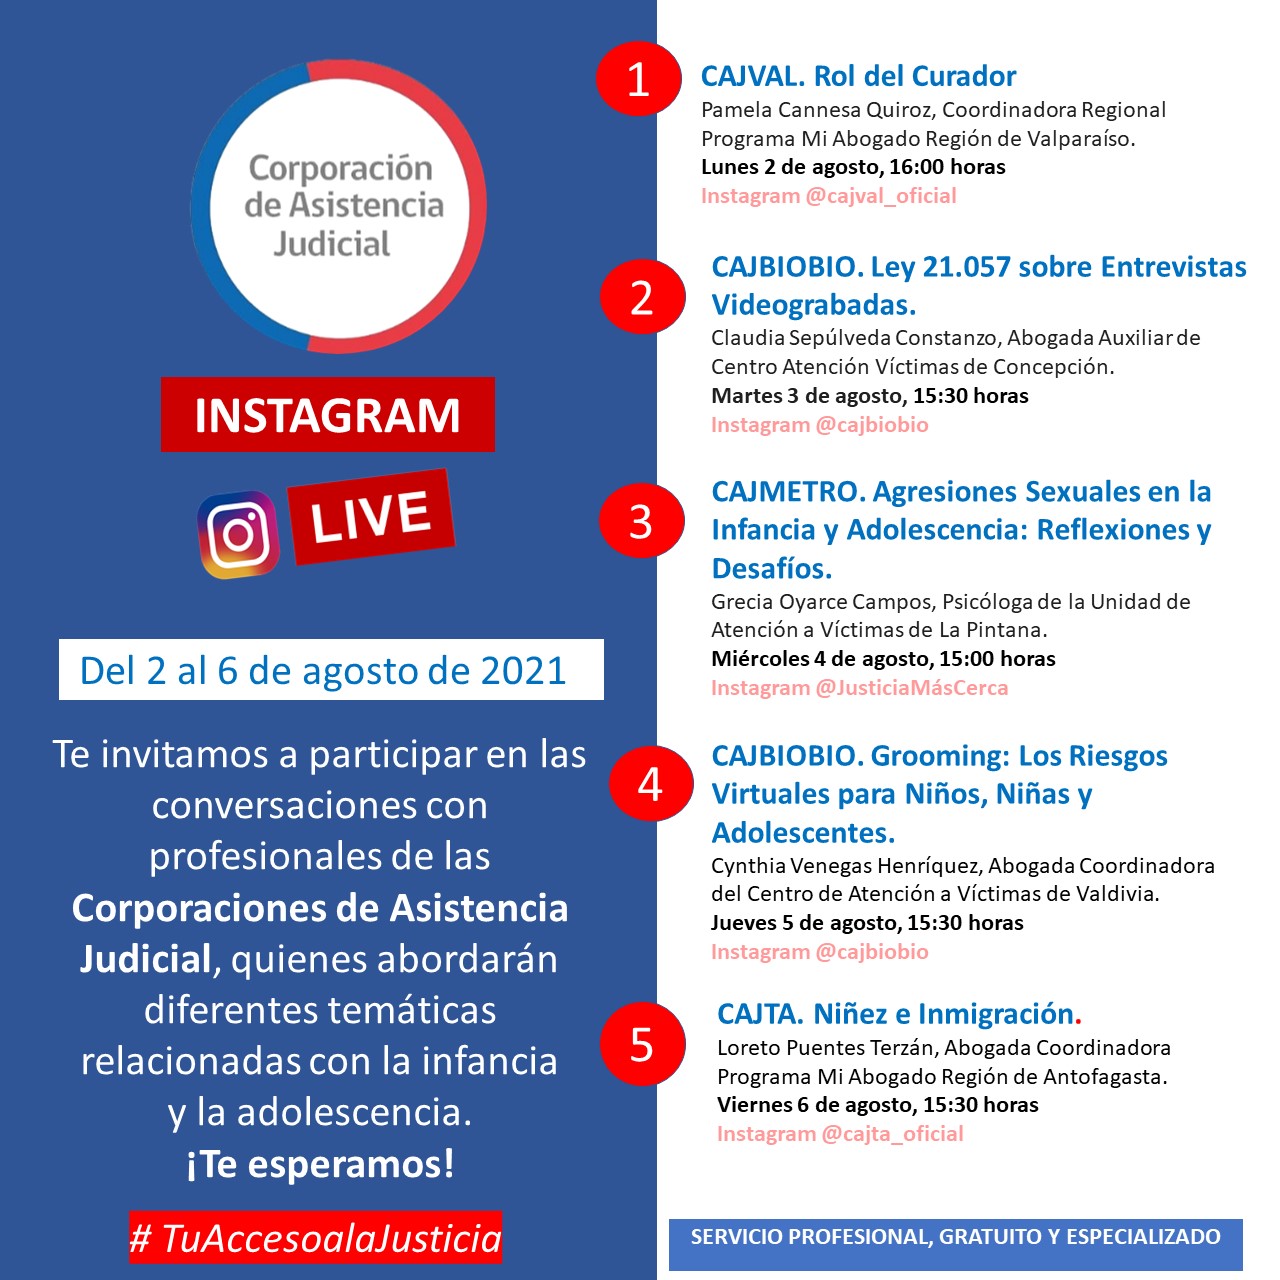 Corporación
de Asistencia
Judicial
INSTAGRAM
LIVE
Del 2 al 6 de agosto de 2021
Te invitamos a participar en las
conversaciones con
profesionales de las
Corporaciones de Asistencia
Judicial, quienes abordarán
diferentes temáticas
relacionadas con la infancia
y la adolescencia.
¡Te esperamos!
# TuAccesoalaJusticia
1
CAJVAL. Rol del Curador
Pamela Cannesa Quiroz, Coordinadora Regional
Programa Mi Abogado Región de Valparaíso.
Lunes 2 de agosto, 16:00 horas
Instagram @cajval_oficial
2
CAJBIOBIO. Ley 21.057 sobre Entrevistas
Videograbadas.
Claudia Sepúlveda Constanzo, Abogada Auxiliar de
Centro Atención Víctimas de Concepción.
Martes 3 de agosto, 15:30 horas
Instagram @cajbiobio
3
CAJMETRO. Agresiones Sexuales en la
Infancia y Adolescencia: Reflexiones y
Desafíos.
Grecia Oyarce Campos, Psicóloga de la Unidad de
Atención a Víctimas de La Pintana.
Miércoles 4 de agosto, 15:00 horas
Instagram @JusticiaMásCerca
4
CAJBIOBIO. Grooming: Los Riesgos
Virtuales para Niños, Niñas y
Adolescentes.
Cynthia Venegas Henríquez, Abogada Coordinadora
del Centro de Atención a Víctimas de Valdivia.
Jueves 5 de agosto, 15:30 horas
Instagram @cajbiobio
5
CAJTA. Niñez e Inmigración.
Loreto Puentes Terzán, Abogada Coordinadora
Programa Mi Abogado Región de Antofagasta.
Viernes 6 de agosto, 15:30 horas
Instagram @cajta_oficial
SERVICIO PROFESIONAL, GRATUITO Y ESPECIALIZADO